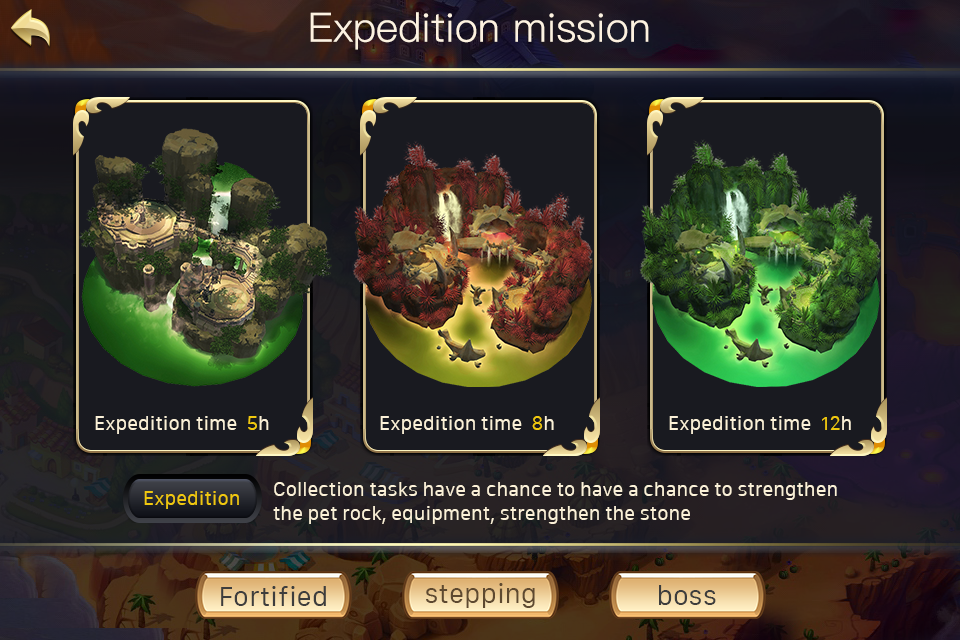 Expedition mission
Expedition time 5h
Expedition time 8h
Expedition time 12h
Expedition
Collection tasks have a chance to have a chance to strengthen
the pet rock, equipment, strengthen the stone
Fortified
stepping
boss